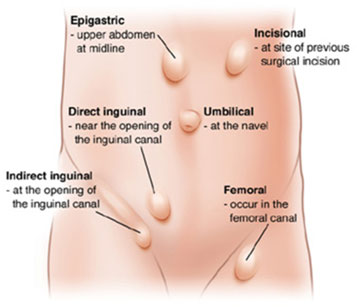 Epigastric
- upper abdomen
at midline
Incisional
- at site of previous
surgical incision
Direct inguinal
- near the opening of
the inguinal canal
Umbilical
- at the navel
Indirect inguinal
- at the opening of
the inguinal canal
Femoral
- occur in the
femoral canal